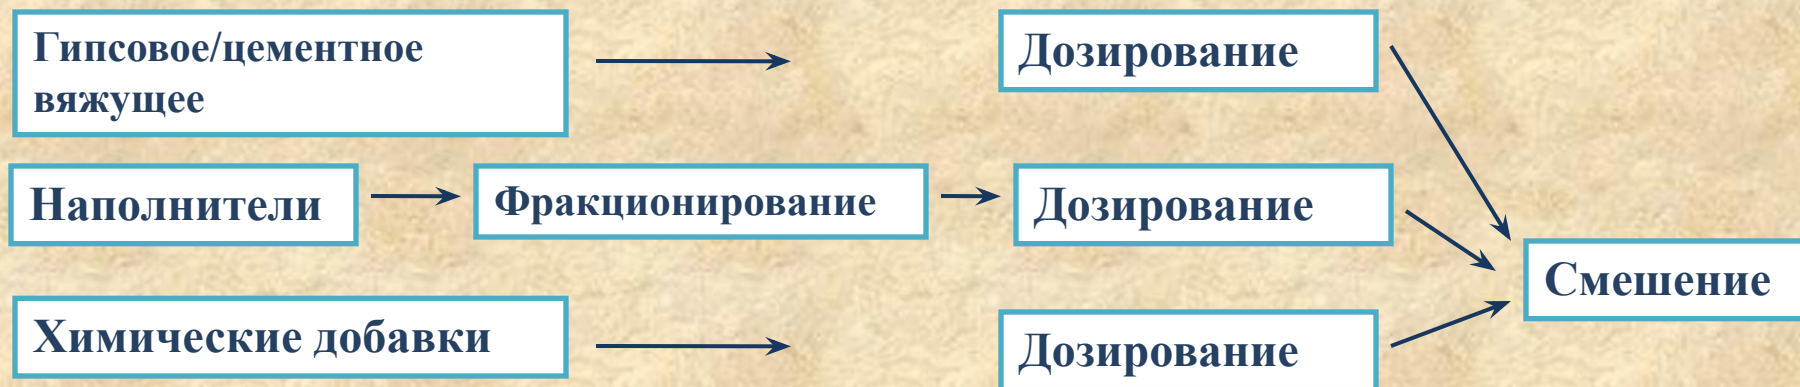 Гипсовое/цементное
вяжущее
Дозирование
Наполнители
Фракционирование
Дозирование
Смешение
Химические добавки
Дозирование